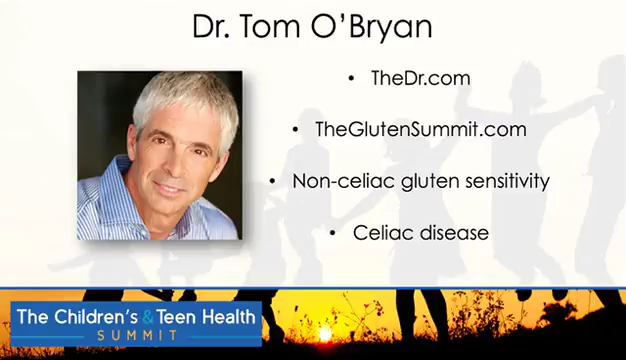 Dr. Tom O’Bryan
• TheDr.com
• TheGlutenSummit.com
• Non-celiac gluten sensitivity
• Celiac disease
The Children’s & Teen Health
SUMMIT